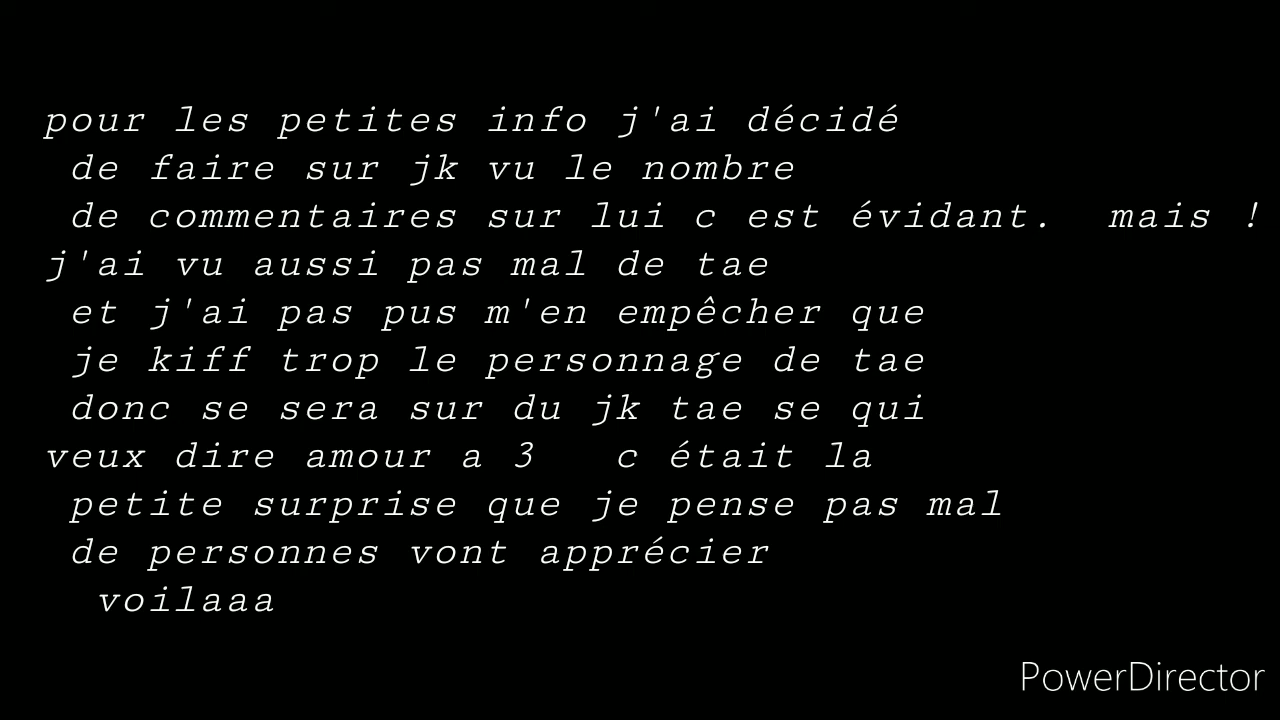 pour les petites info j'ai décidé
de faire sur jk vu le nombre
de commentaires sur lui c est évidant. mais !
j'ai vu aussi pas mal de tae
et j'ai pas pus m'en empêcher que
je kiff trop le personnage de tae
donc se sera sur du jk tae se qui
veux dire amour a 3 c était la
petite surprise que je pense pas mal
de personnes vont apprécier
voilaaa
PowerDirector